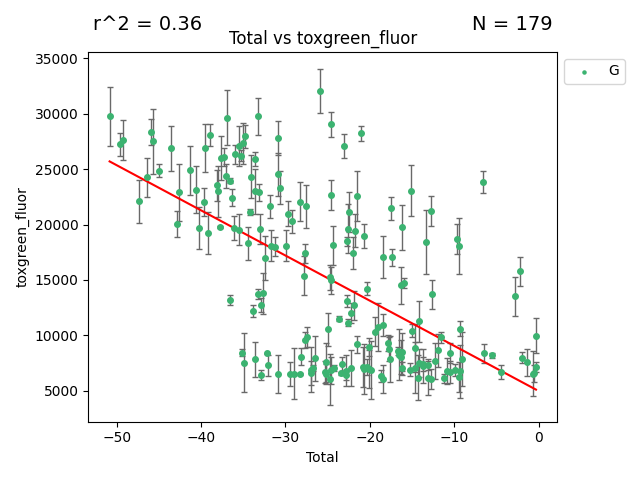 r^2 = 0.36
N = 179
Total vs toxgreen_fluor
G
35000
30000
25000
20000
15000
10000
5000
toxgreen_fluor
−50
−40
−30
−20
−10
0
Total